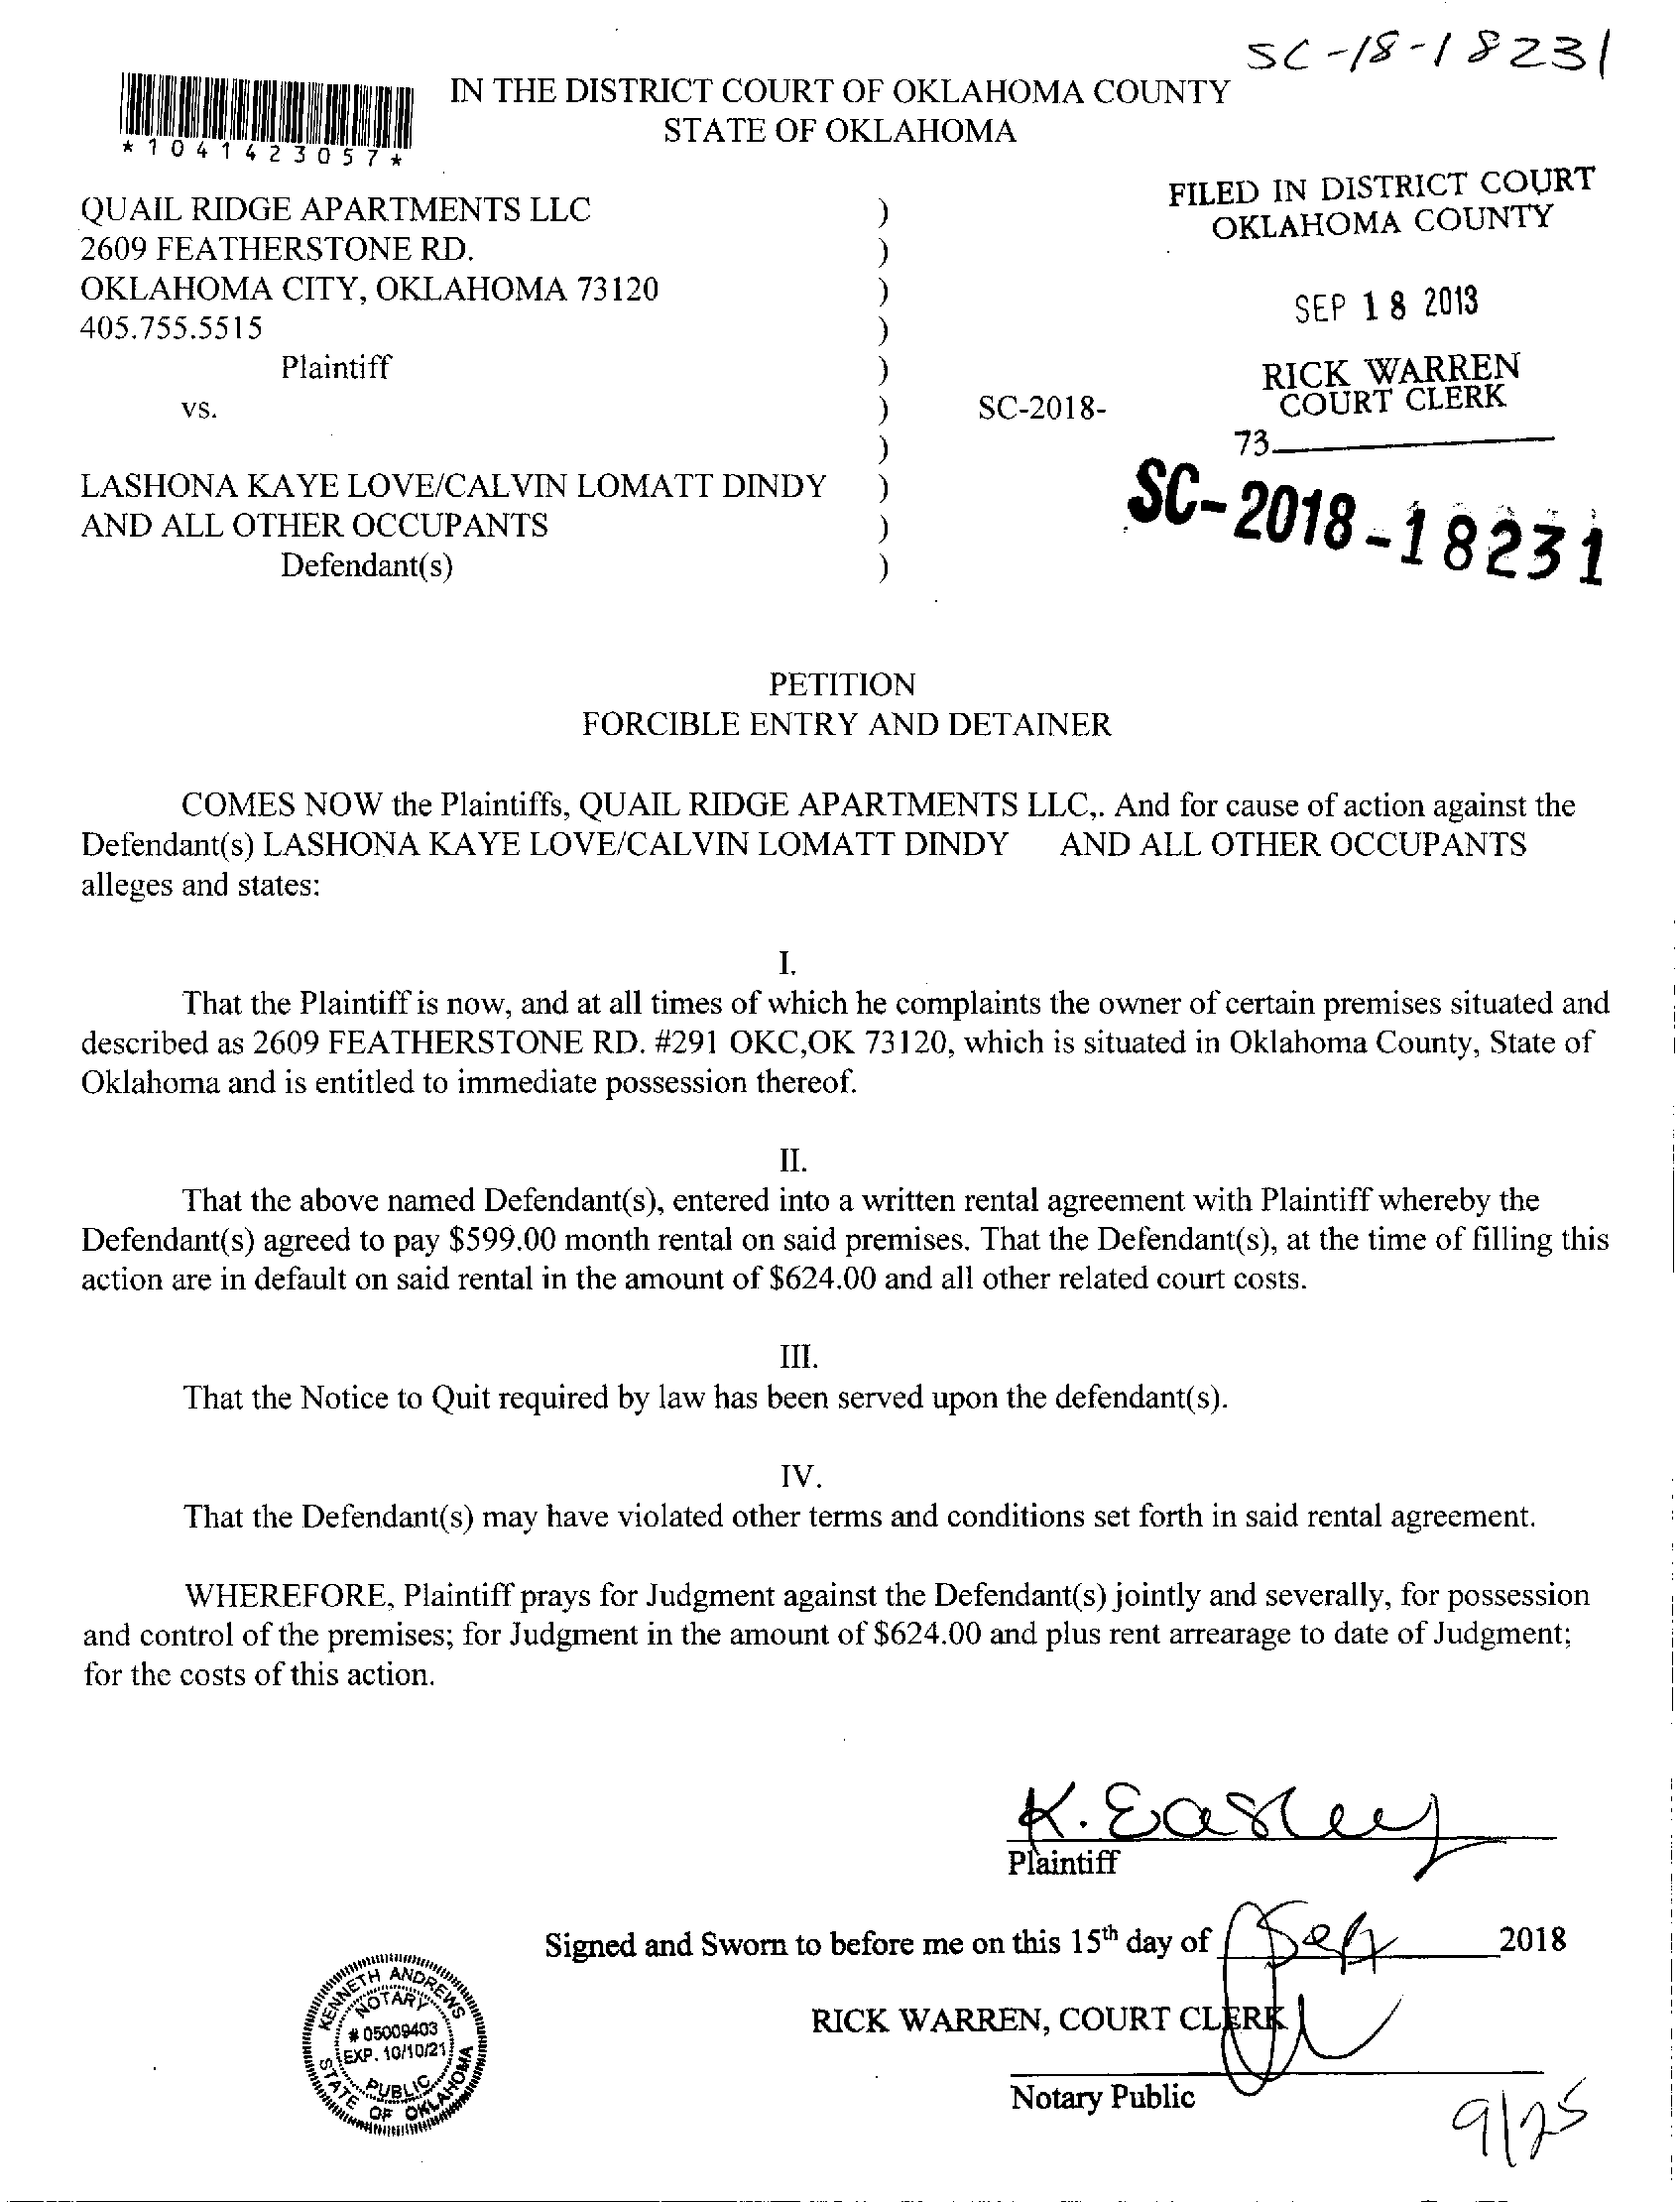 SC-18-18231
IN THE DISTRICT COURT OF OKLAHOMA COUNTY
STATE OF OKLAHOMA
*1041423057*
FILED IN DISTRICT COURT
OKLAHOMA COUNTY
SEP 18 2013
RICK WARREN
COURT CLERK
73
QUAIL RIDGE APARTMENTS LLC )
2609 FEATHERSTONE RD. )
OKLAHOMA CITY, OKLAHOMA 73120 )
405.755.5515 )
Plaintiff )
vs. ) SC-2018-
)
SC-2018-18231
LASHONA KAYE LOVE/CALVIN LOMATT DINDY )
AND ALL OTHER OCCUPANTS )
Defendant(s) )
PETITION
FORCIBLE ENTRY AND DETAINER
COMES NOW the Plaintiffs, QUAIL RIDGE APARTMENTS LLC,. And for cause of action against the
Defendant(s) LASHONA KAYE LOVE/CALVIN LOMATT DINDY AND ALL OTHER OCCUPANTS
alleges and states:
I.
That the Plaintiff is now, and at all times of which he complaints the owner of certain premises situated and
described as 2609 FEATHERSTONE RD. #291 OKC,OK 73120, which is situated in Oklahoma County, State of
Oklahoma and is entitled to immediate possession thereof.
II.
That the above named Defendant(s), entered into a written rental agreement with Plaintiff whereby the
Defendant(s) agreed to pay $599.00 month rental on said premises. That the Defendant(s), at the time of filling this
action are in default on said rental in the amount of $624.00 and all other related court costs.
III.
That the Notice to Quit required by law has been served upon the defendant(s).
IV.
That the Defendant(s) may have violated other terms and conditions set forth in said rental agreement.
WHEREFORE, Plaintiff prays for Judgment against the Defendant(s) jointly and severally, for possession
and control of the premises; for Judgment in the amount of $624.00 and plus rent arrearage to date of Judgment;
for the costs of this action.
K. Easley
Plaintiff
Signed and Sworn to before me on this 15th day of Sept 2018
RICK WARREN, COURT CLERK
Notary Public
KENNETH ANDREWS
NOTARY
# 05009403
EXP. 10/10/21
PUBLIC
STATE OF OKLAHOMA
9/25